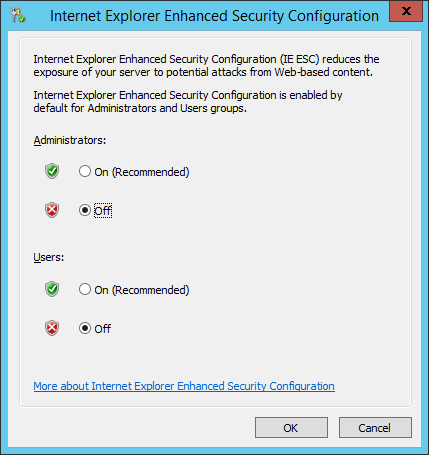 Internet Explorer Enhanced Security Configuration
Internet Explorer Enhanced Security Configuration (IE ESC) reduces the
exposure of your server to potential attacks from Web-based content.
Internet Explorer Enhanced Security Configuration is enabled by
default for Administrators and Users groups.
Administrators:
On (Recommended)
Off
Users:
On (Recommended)
Off
More about Internet Explorer Enhanced Security Configuration
OK Cancel